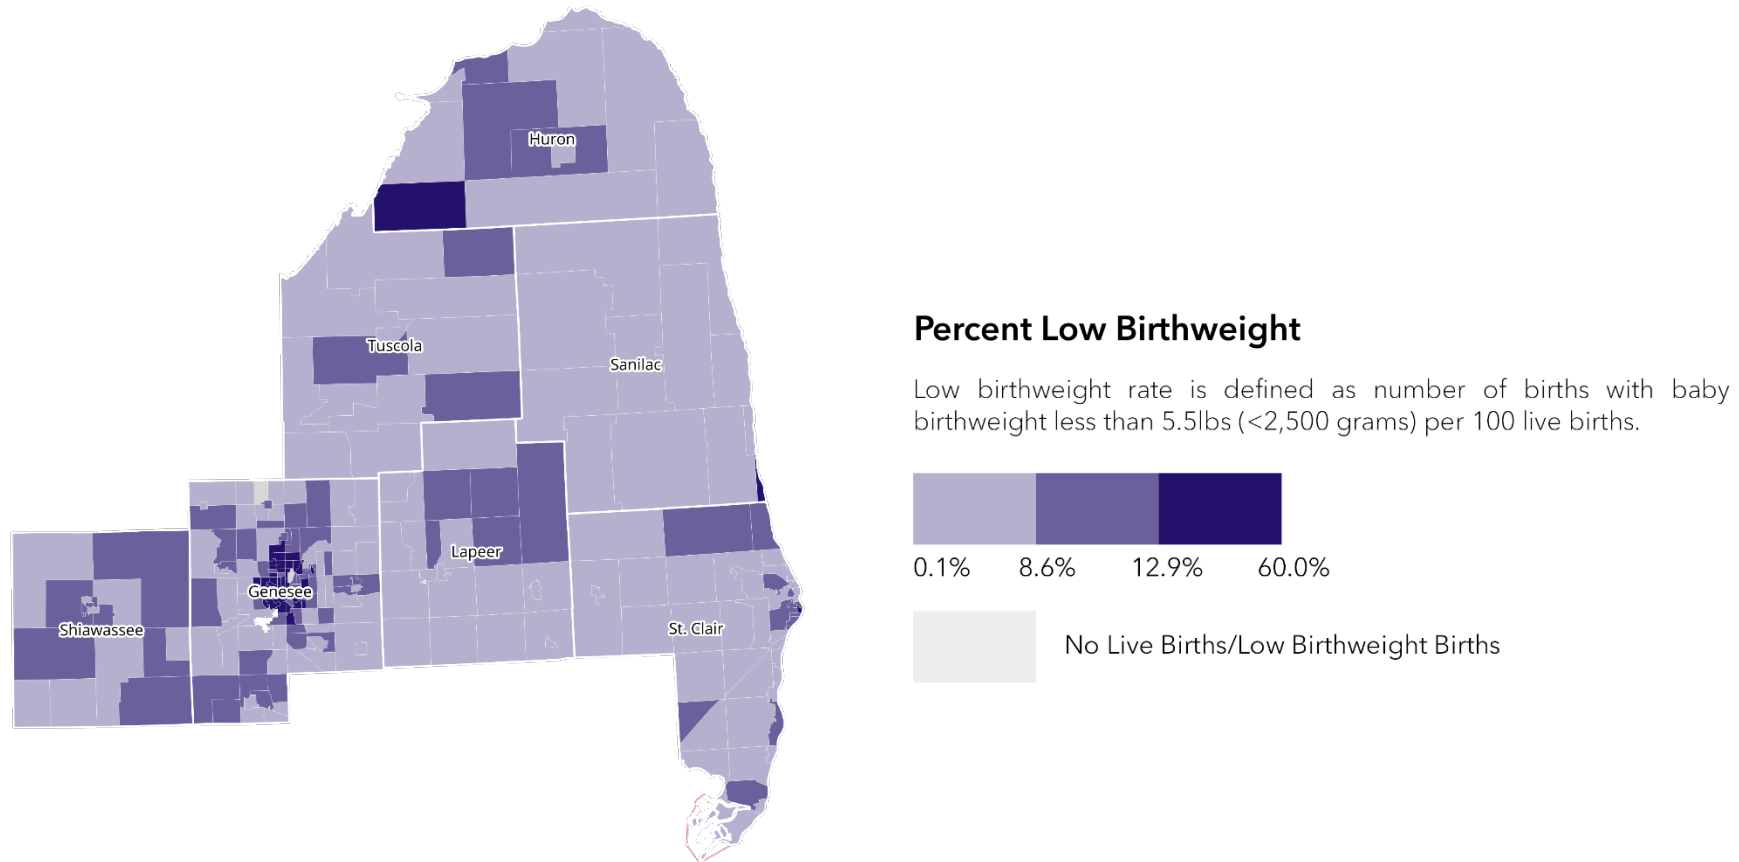 Huron
Tuscola
Sanilac
Lapeer
Genesee
Shiawassee
St. Clair
Percent Low Birthweight
Low birthweight rate is defined as number of births with baby
birthweight less than 5.5lbs (<2,500 grams) per 100 live births.
0.1% 8.6% 12.9% 60.0%
No Live Births/Low Birthweight Births